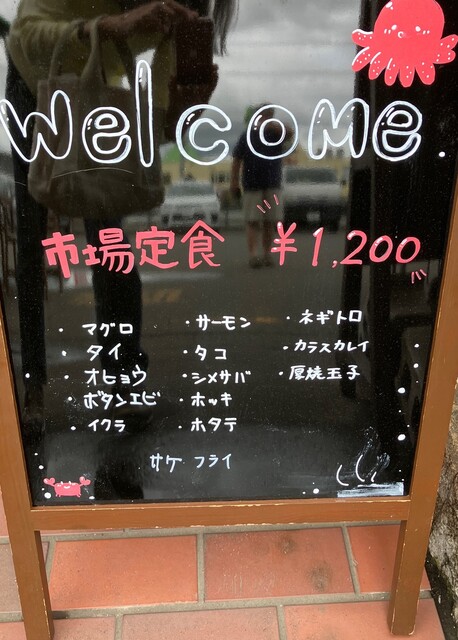 Welcome
市場定食 ¥1,200
・マグロ
・タイ
・オヒョウ
・ボタンエビ
・イクラ
・サーモン
・タコ
・シメサバ
・ホッキ
・ホタテ
・ネギトロ
・カラスカレイ
・厚焼玉子
サケ フライ